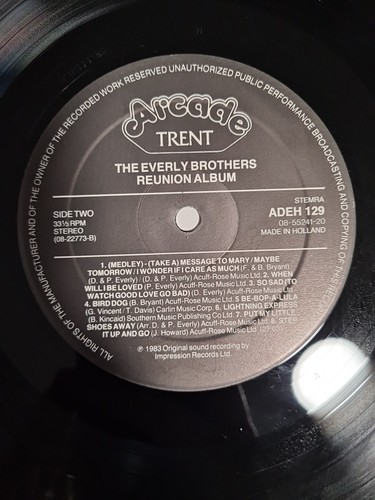 ALL RIGHTS OF THE MANUFACTURER AND OF THE OWNER OF THE RECORDED WORK RESERVED UNAUTHORIZED PUBLIC PERFORMANCE BROADCASTING AND COPYING OF
Arcade
TRENT
THE EVERLY BROTHERS
REUNION ALBUM
SIDE TWO
33⅓ RPM
STEREO
(08-22773-B)
STEMRA
ADEH 129
08-55241-20
MADE IN HOLLAND
1. (MEDLEY) - (TAKE A) MESSAGE TO MARY / MAYBE
TOMORROW / I WONDER IF I CARE AS MUCH (F. & B. Bryant)
(D. & P. Everly) / (D. & P. Everly) Acuff-Rose Music Ltd. 2. WHEN
WILL I BE LOVED (P. Everly) Acuff-Rose Music Ltd. 3. SO SAD (TO
WATCH GOOD LOVE GO BAD) (D. Everly) Acuff-Rose Music Ltd.
4. BIRD DOG (B. Bryant) Acuff-Rose Music Ltd. 5 BE-BOP-A-LULA
(G. Vincent / T. Davis) Carlin Music Corp. 6. LIGHTNING EXPRESS
(B. Kincaid) Southern Music Publishing Co Ltd. 7. PUT MY LITTLE
SHOES AWAY (Arr. D. & P. Everly) Acuff-Rose Music Ltd. 8. STEP
IT UP AND GO (J. Howard) Acuff-Rose Music Ltd.
℗ 1983 Original sound recording by
Impression Records Ltd.